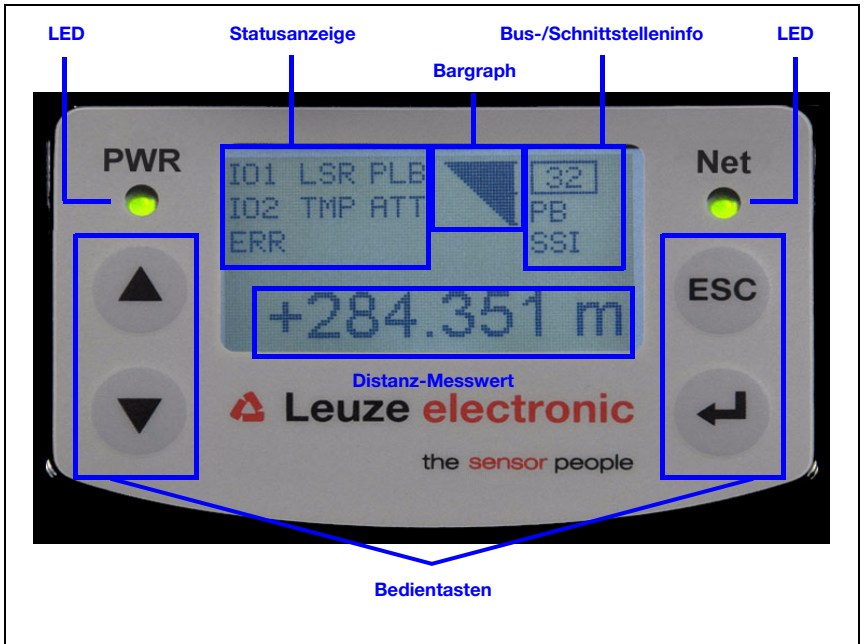 LED Statusanzeige Bus-/Schnittstelleninfo LED
Bargraph
PWR
Net
IO1 LSR PLB
IO2 TMP ATT
ERR
32
PB
SSI
ESC
+284.351 m
Distanz-Messwert
Leuze electronic
the sensor people
Bedientasten